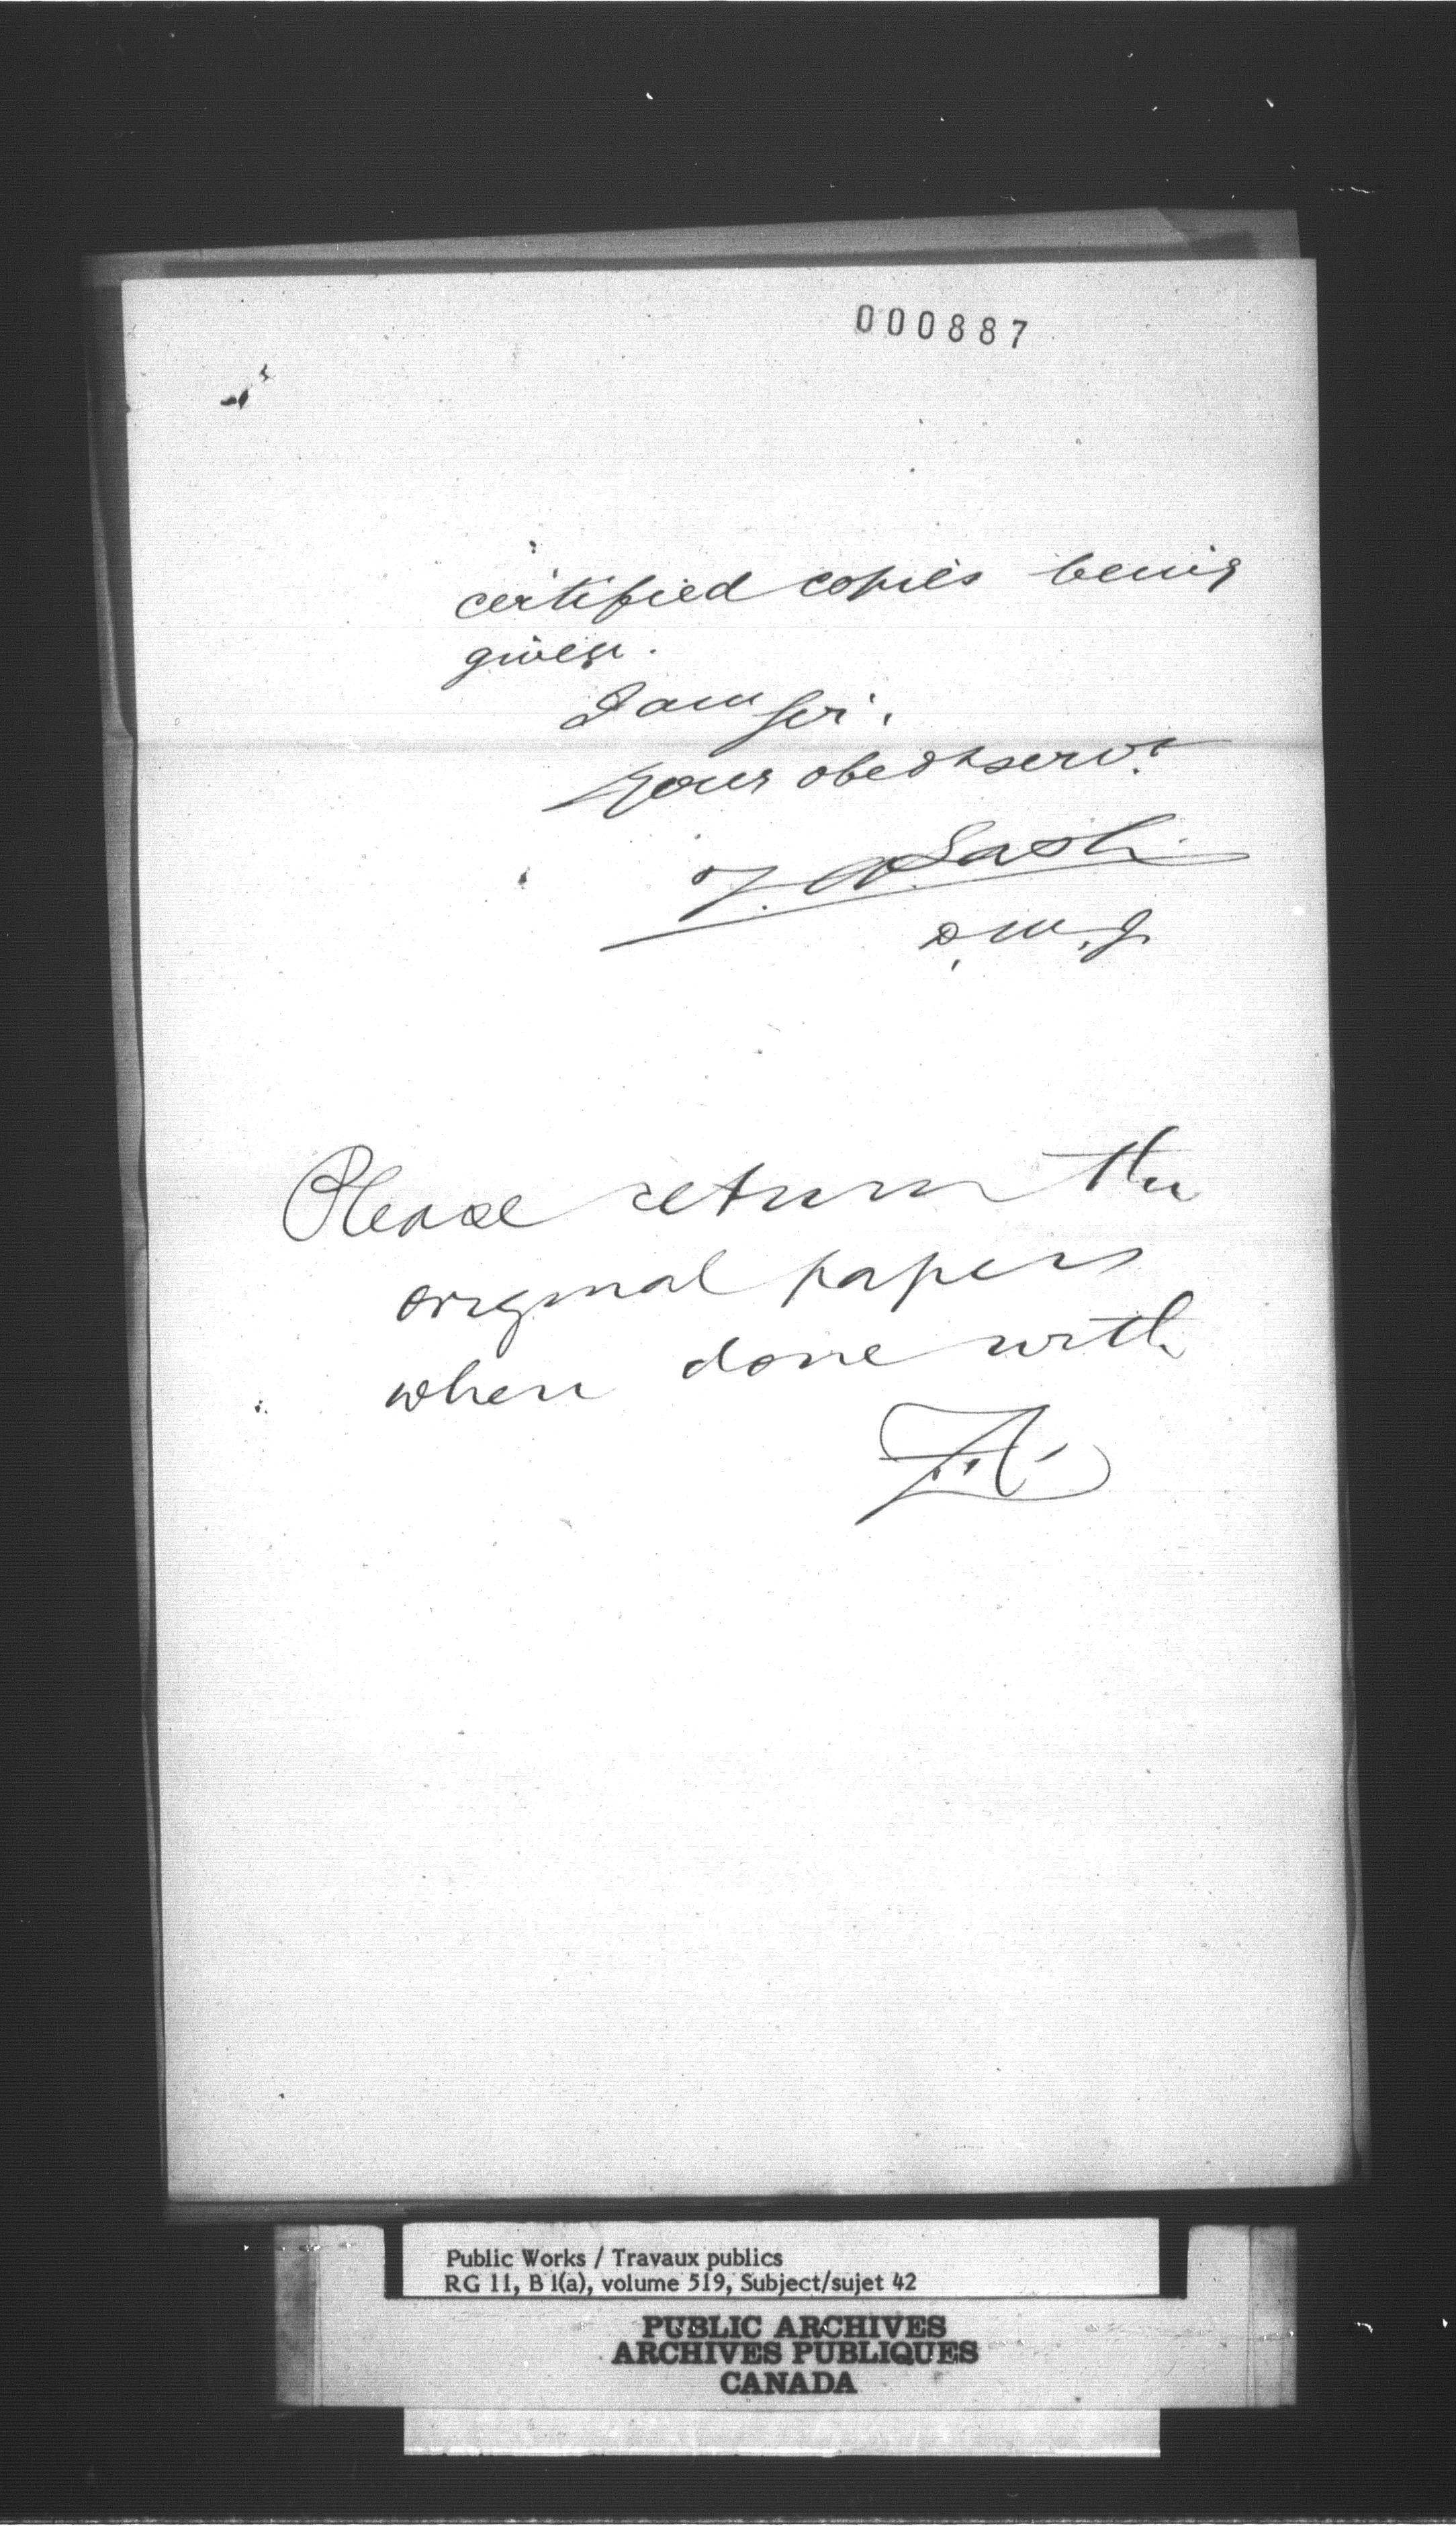 000887
certified copies being
given.
I am Sir,
Your obedt servt
Z. A. Lash
D. M. J.
Please return the
original papers
when done with
Public Works / Travaux publics
RG 11, B 1(a), volume 519, Subject/sujet 42
PUBLIC ARCHIVES
ARCHIVES PUBLIQUES
CANADA